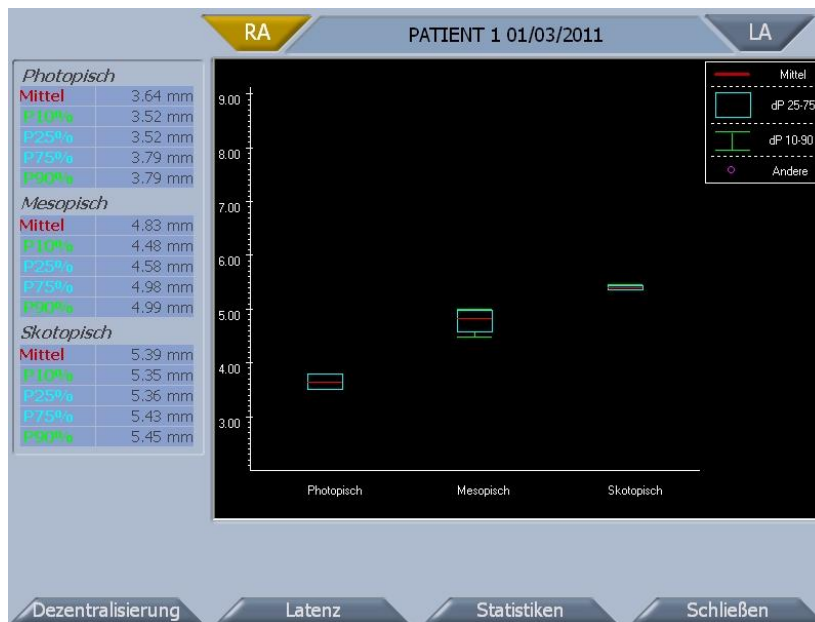 RA PATIENT 1 01/03/2011 LA
Photopisch
Mittel 3.64 mm
P10% 3.52 mm
P25% 3.52 mm
P75% 3.79 mm
P90% 3.79 mm
Mesopisch
Mittel 4.83 mm
P10% 4.48 mm
P25% 4.58 mm
P75% 4.98 mm
P90% 4.99 mm
Skotopisch
Mittel 5.39 mm
P10% 5.35 mm
P25% 5.36 mm
P75% 5.43 mm
P90% 5.45 mm
9.00
8.00
7.00
6.00
5.00
4.00
3.00
Photopisch Mesopisch Skotopisch
Mittel
dP 25-75
dP 10-90
Andere
Dezentralisierung Latenz Statistiken Schließen